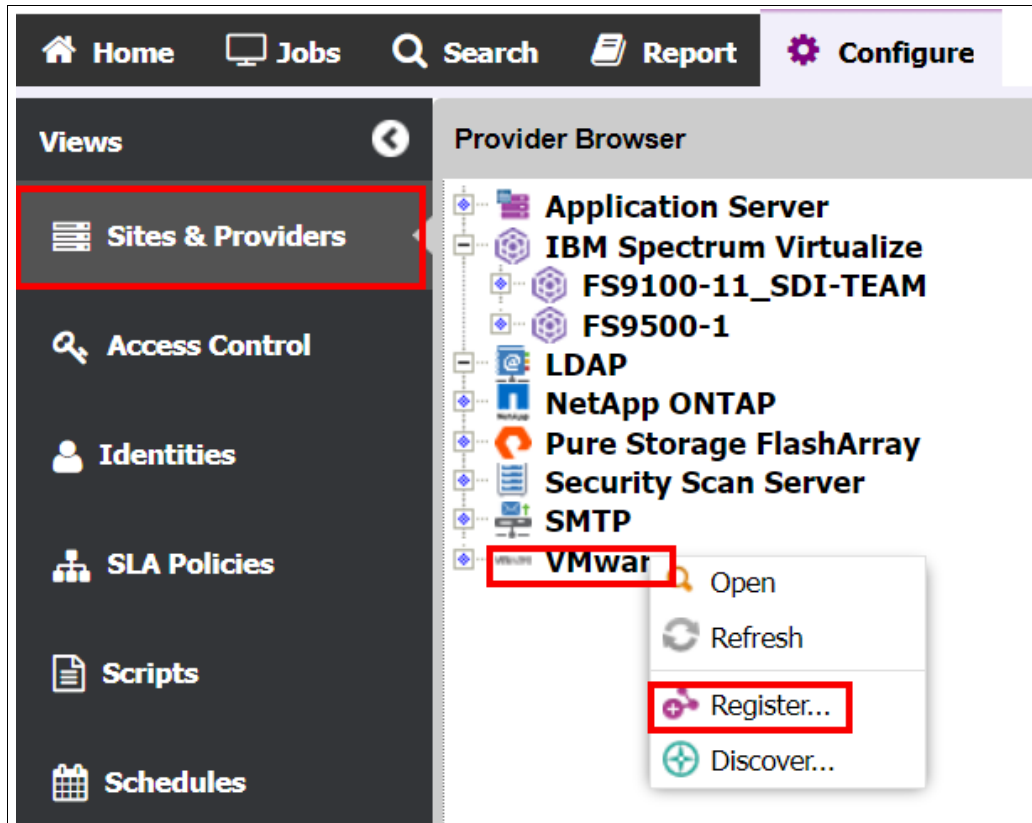 Home Jobs Search Report Configure
Views
Provider Browser
Sites & Providers
Access Control
Identities
SLA Policies
Scripts
Schedules
Application Server
IBM Spectrum Virtualize
FS9100-11_SDI-TEAM
FS9500-1
LDAP
NetApp ONTAP
Pure Storage FlashArray
Security Scan Server
SMTP
VMwar
Open
Refresh
Register...
Discover...